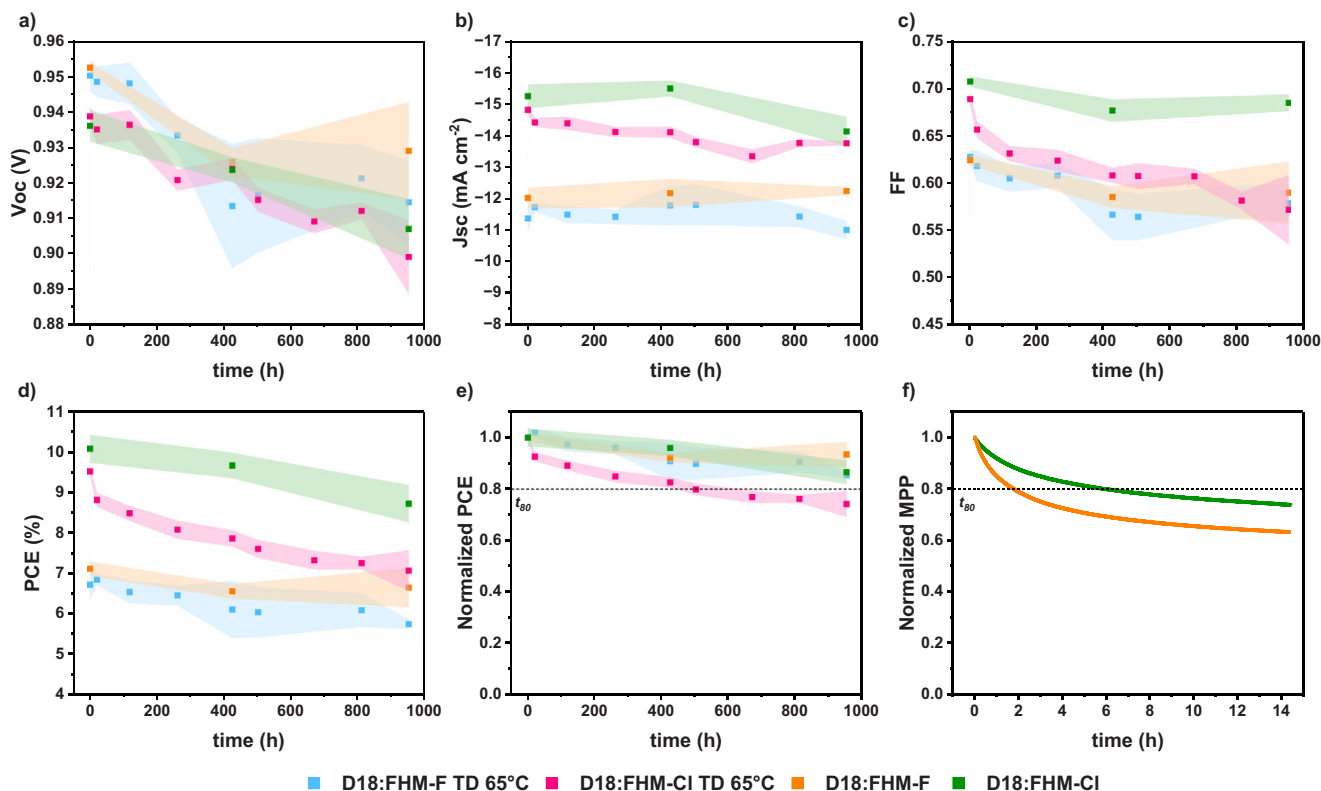 a)
0.96
0.95
0.94
0.93
0.92
0.91
0.90
0.89
0.88
Voc (V)
0 200 400 600 800 1000
time (h)
b)
−17
−16
−15
−14
−13
−12
−11
−10
−9
−8
Jsc (mA cm⁻²)
0 200 400 600 800 1000
time (h)
c)
0.75
0.70
0.65
0.60
0.55
0.50
0.45
FF
0 200 400 600 800 1000
time (h)
d)
11
10
9
8
7
6
5
4
PCE (%)
0 200 400 600 800 1000
time (h)
e)
1.0
0.8
0.6
0.4
0.2
0.0
Normalized PCE
t80
0 200 400 600 800 1000
time (h)
f)
1.0
0.8
0.6
0.4
0.2
0.0
Normalized MPP
t80
0 2 4 6 8 10 12 14
time (h)
D18:FHM-F TD 65°C D18:FHM-Cl TD 65°C D18:FHM-F D18:FHM-Cl